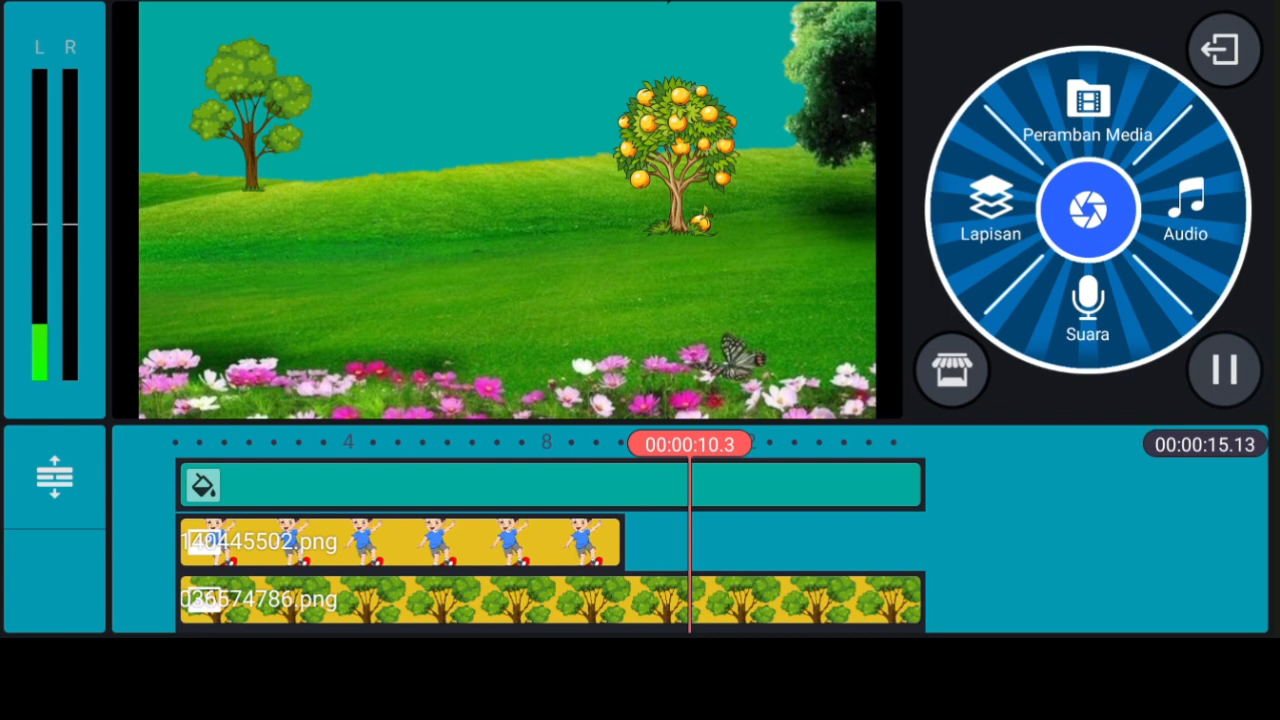 L R
Peramban Media
Lapisan
Audio
Suara
4
8
00:00:10.3
2
00:00:15.13
140445502.png
036574786.png